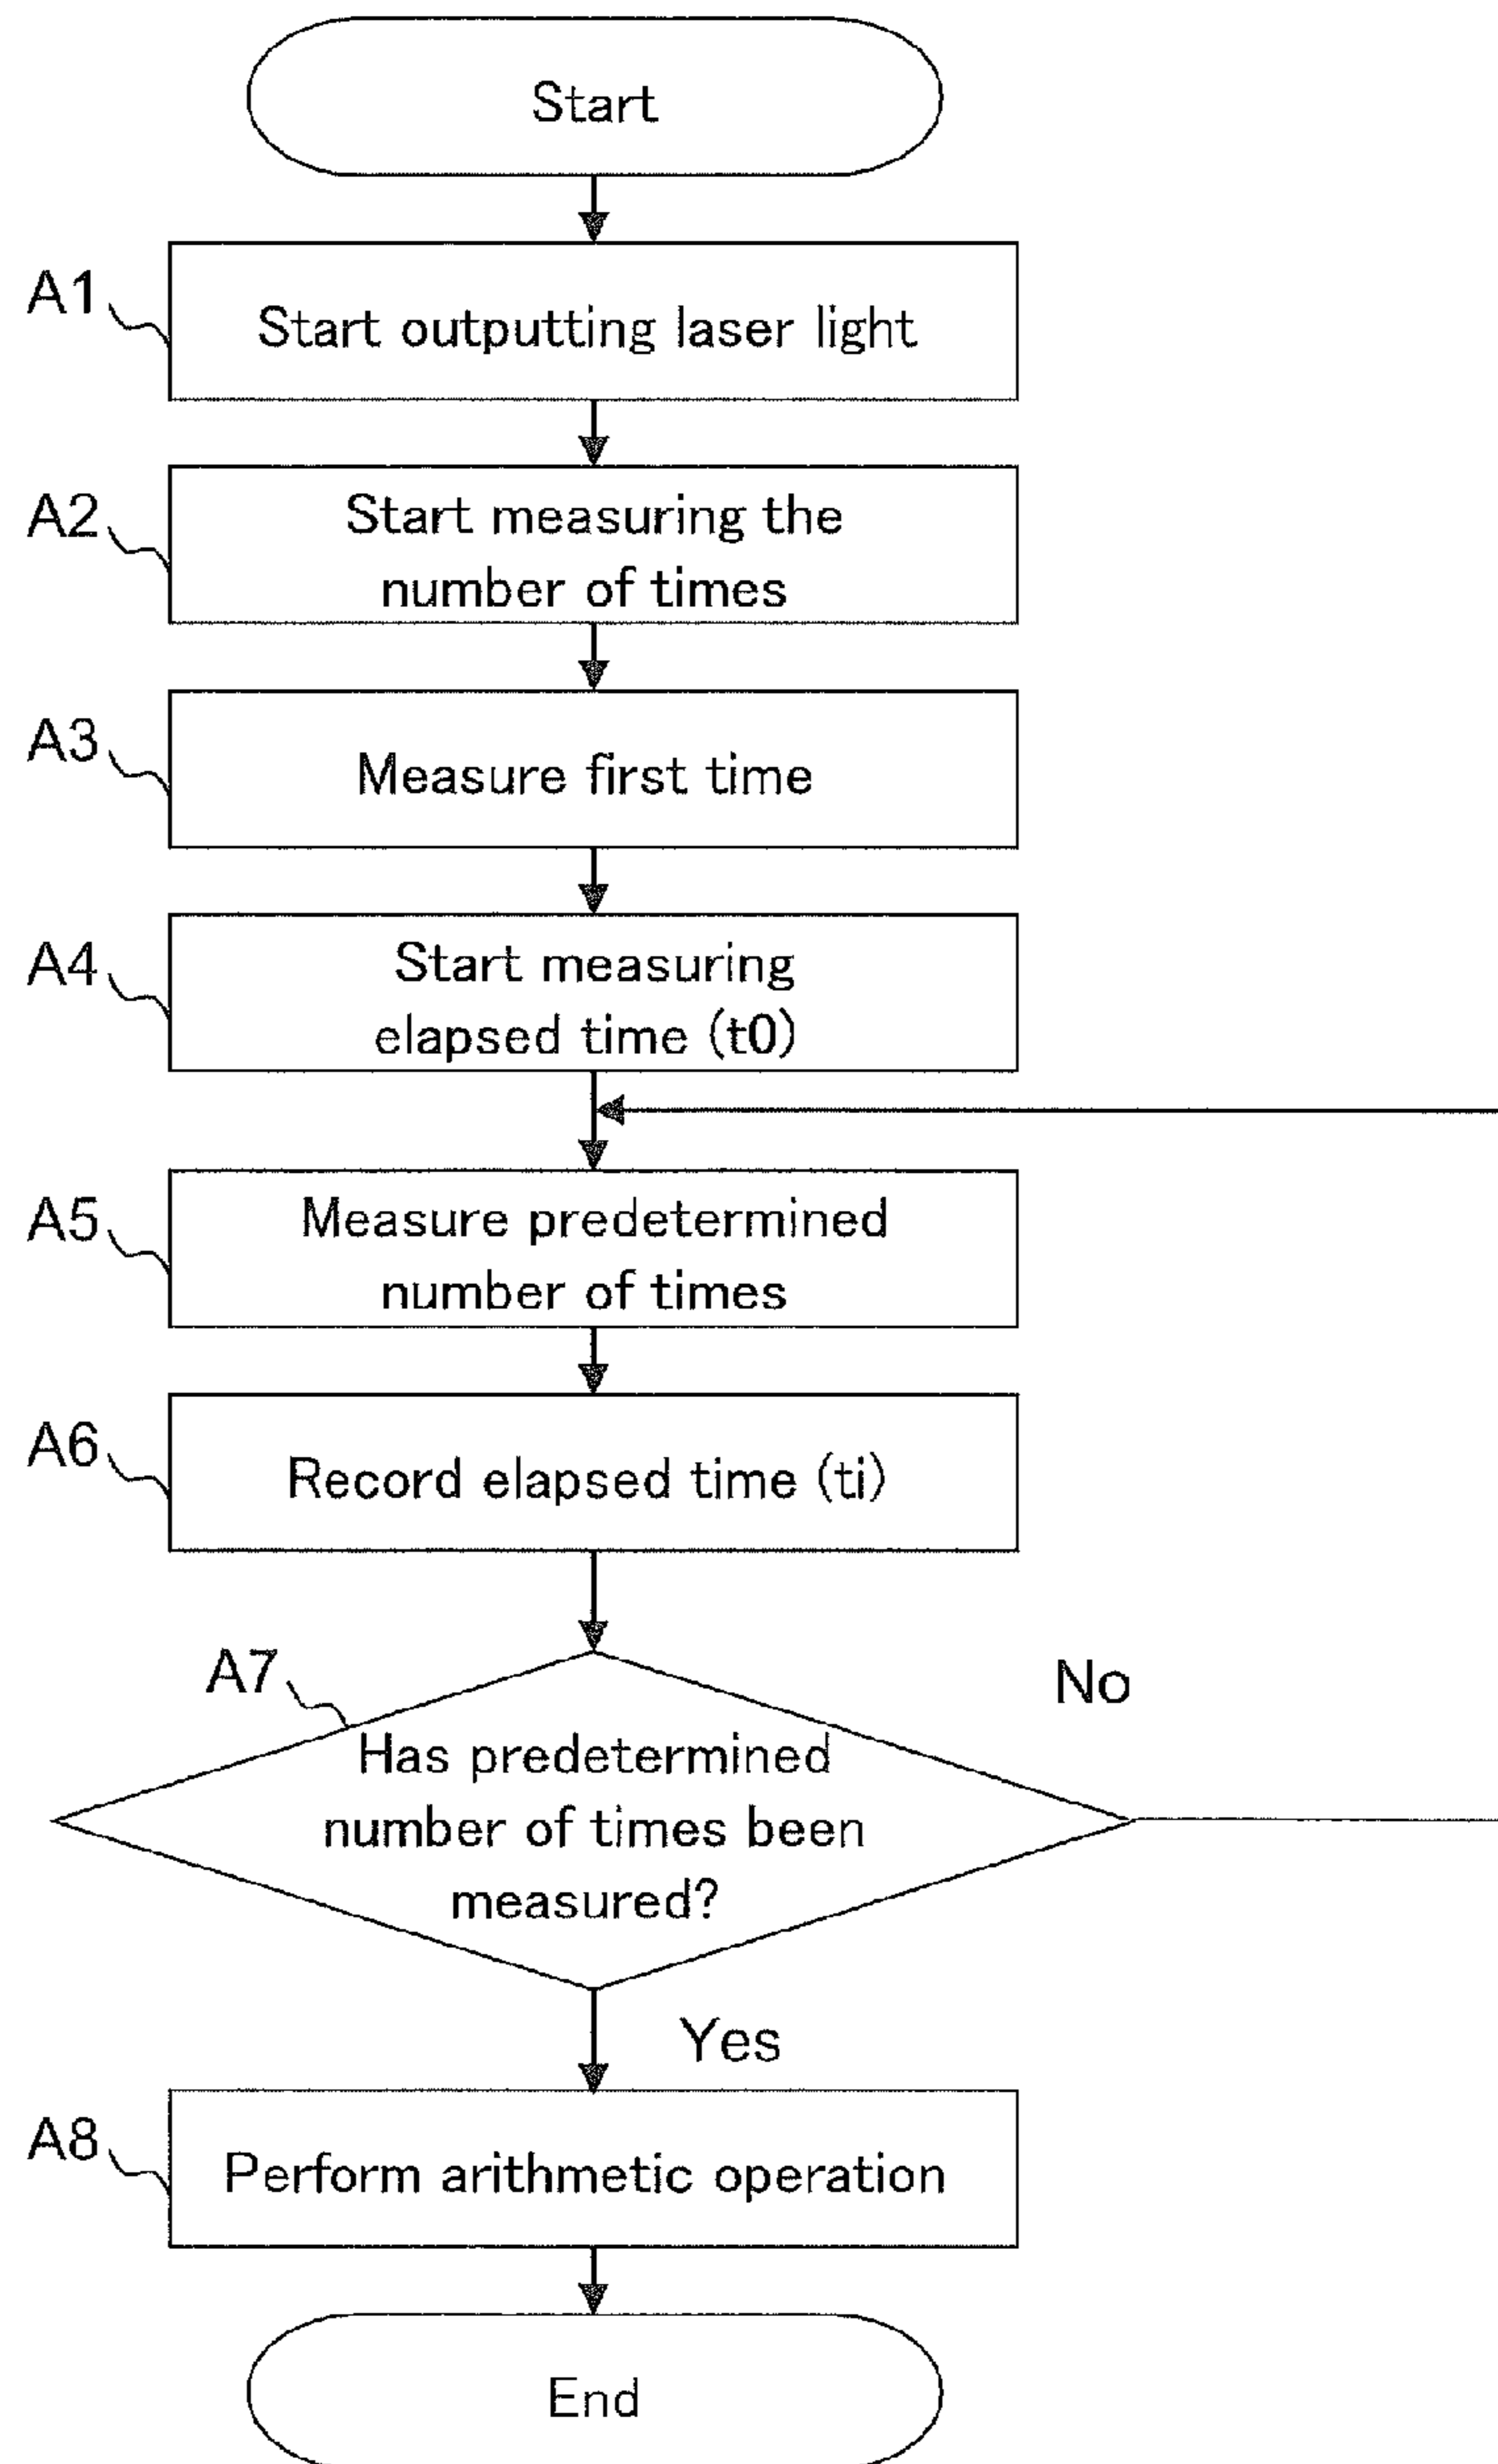 Start
A1
Start outputting laser light
A2
Start measuring the
number of times
A3
Measure first time
A4
Start measuring
elapsed time (t0)
A5
Measure predetermined
number of times
A6
Record elapsed time (ti)
A7
No
Has predetermined
number of times been
measured?
Yes
A8
Perform arithmetic operation
End